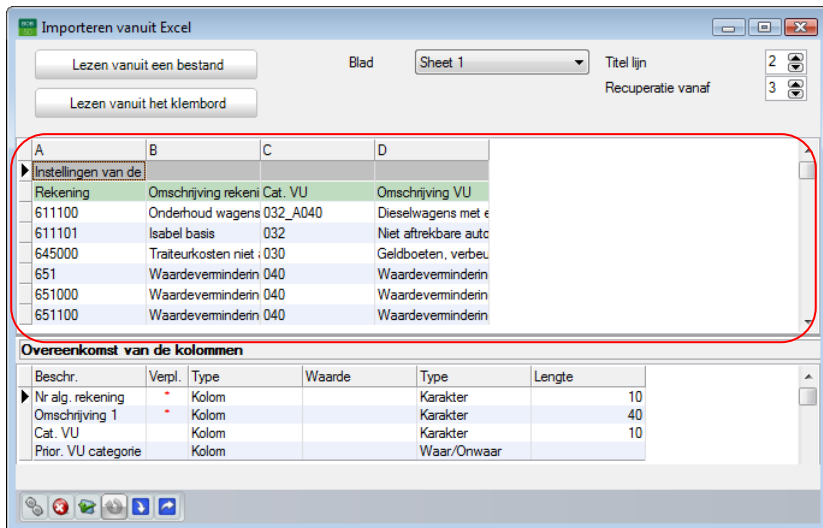 Importeren vanuit Excel
Lezen vanuit een bestand Blad Sheet 1 Titel lijn 2
Lezen vanuit het klembord Recuperatie vanaf 3
A B C D
Instellingen van de
Rekening Omschrijving rekeni Cat. VU Omschrijving VU
611100 Onderhoud wagens 032_A040 Dieselwagens met e
611101 Isabel basis 032 Niet aftrekbare auto
645000 Traiteurkosten niet a 030 Geldboeten, verbeu
651 Waardeverminderin 040 Waardeverminderin
651000 Waardeverminderin 040 Waardeverminderin
651100 Waardeverminderin 040 Waardeverminderin
Overeenkomst van de kolommen
Beschr. Verpl. Type Waarde Type Lengte
Nr alg. rekening * Kolom Karakter 10
Omschrijving 1 * Kolom Karakter 40
Cat. VU Kolom Karakter 10
Prior. VU categorie Kolom Waar/Onwaar